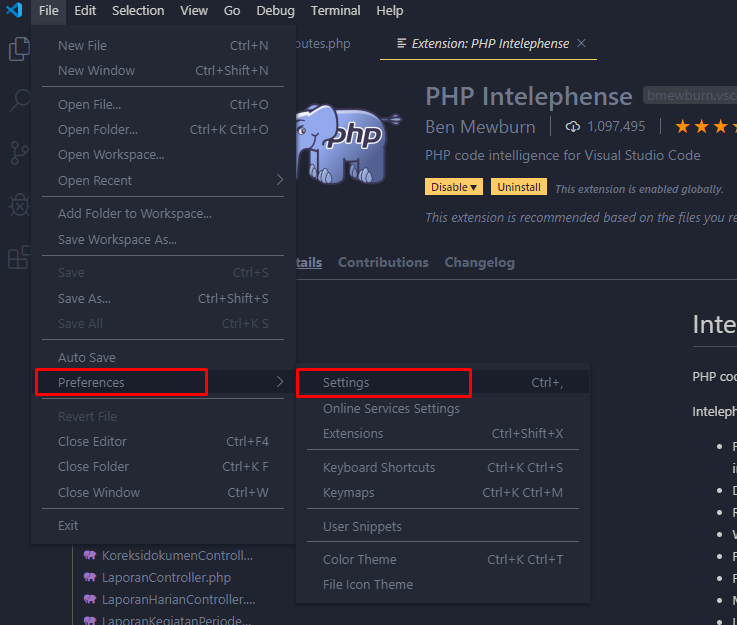 File Edit Selection View Go Debug Terminal Help
New File Ctrl+N
New Window Ctrl+Shift+N
Open File... Ctrl+O
Open Folder... Ctrl+K Ctrl+O
Open Workspace...
Open Recent
Add Folder to Workspace...
Save Workspace As...
Save Ctrl+S
Save As... Ctrl+Shift+S
Save All Ctrl+K S
Auto Save
Preferences
Revert File
Close Editor Ctrl+F4
Close Folder Ctrl+K F
Close Window Ctrl+W
Exit
Settings Ctrl+,
Online Services Settings
Extensions Ctrl+Shift+X
Keyboard Shortcuts Ctrl+K Ctrl+S
Keymaps Ctrl+K Ctrl+M
User Snippets
Color Theme Ctrl+K Ctrl+T
File Icon Theme
outes.php Extension: PHP Intelephense
php
PHP Intelephense bmewburn.vsc
Ben Mewburn 1,097,495
PHP code intelligence for Visual Studio Code
Disable Uninstall This extension is enabled globally.
This extension is recommended based on the files you re
tails Contributions Changelog
Inte
PHP cod
Inteleph
KoreksidokumenControll...
LaporanController.php
LaporanHarianController....
LaporanKegiatanPeriode...